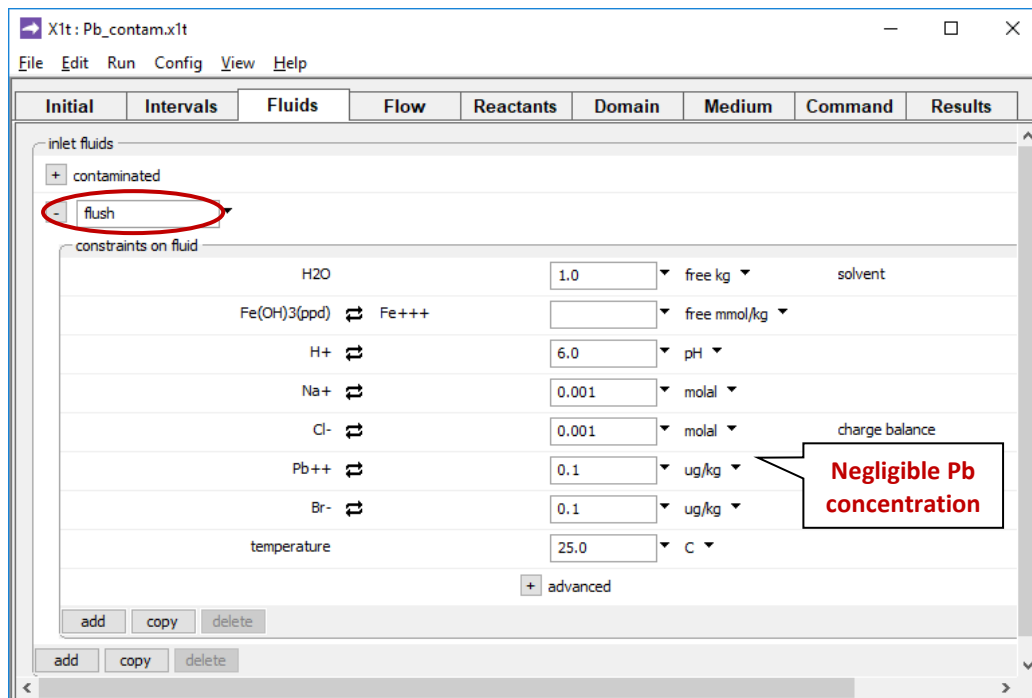 X1t : Pb_contam.x1t
File Edit Run Config View Help
Initial Intervals Fluids Flow Reactants Domain Medium Command Results
inlet fluids
+ contaminated
- flush
constraints on fluid
H2O 1.0 free kg solvent
Fe(OH)3(ppd) Fe+++ free mmol/kg
H+ 6.0 pH
Na+ 0.001 molal
Cl- 0.001 molal charge balance
Pb++ 0.1 ug/kg
Br- 0.1 ug/kg
Negligible Pb
concentration
temperature 25.0 C
+ advanced
add copy delete
add copy delete